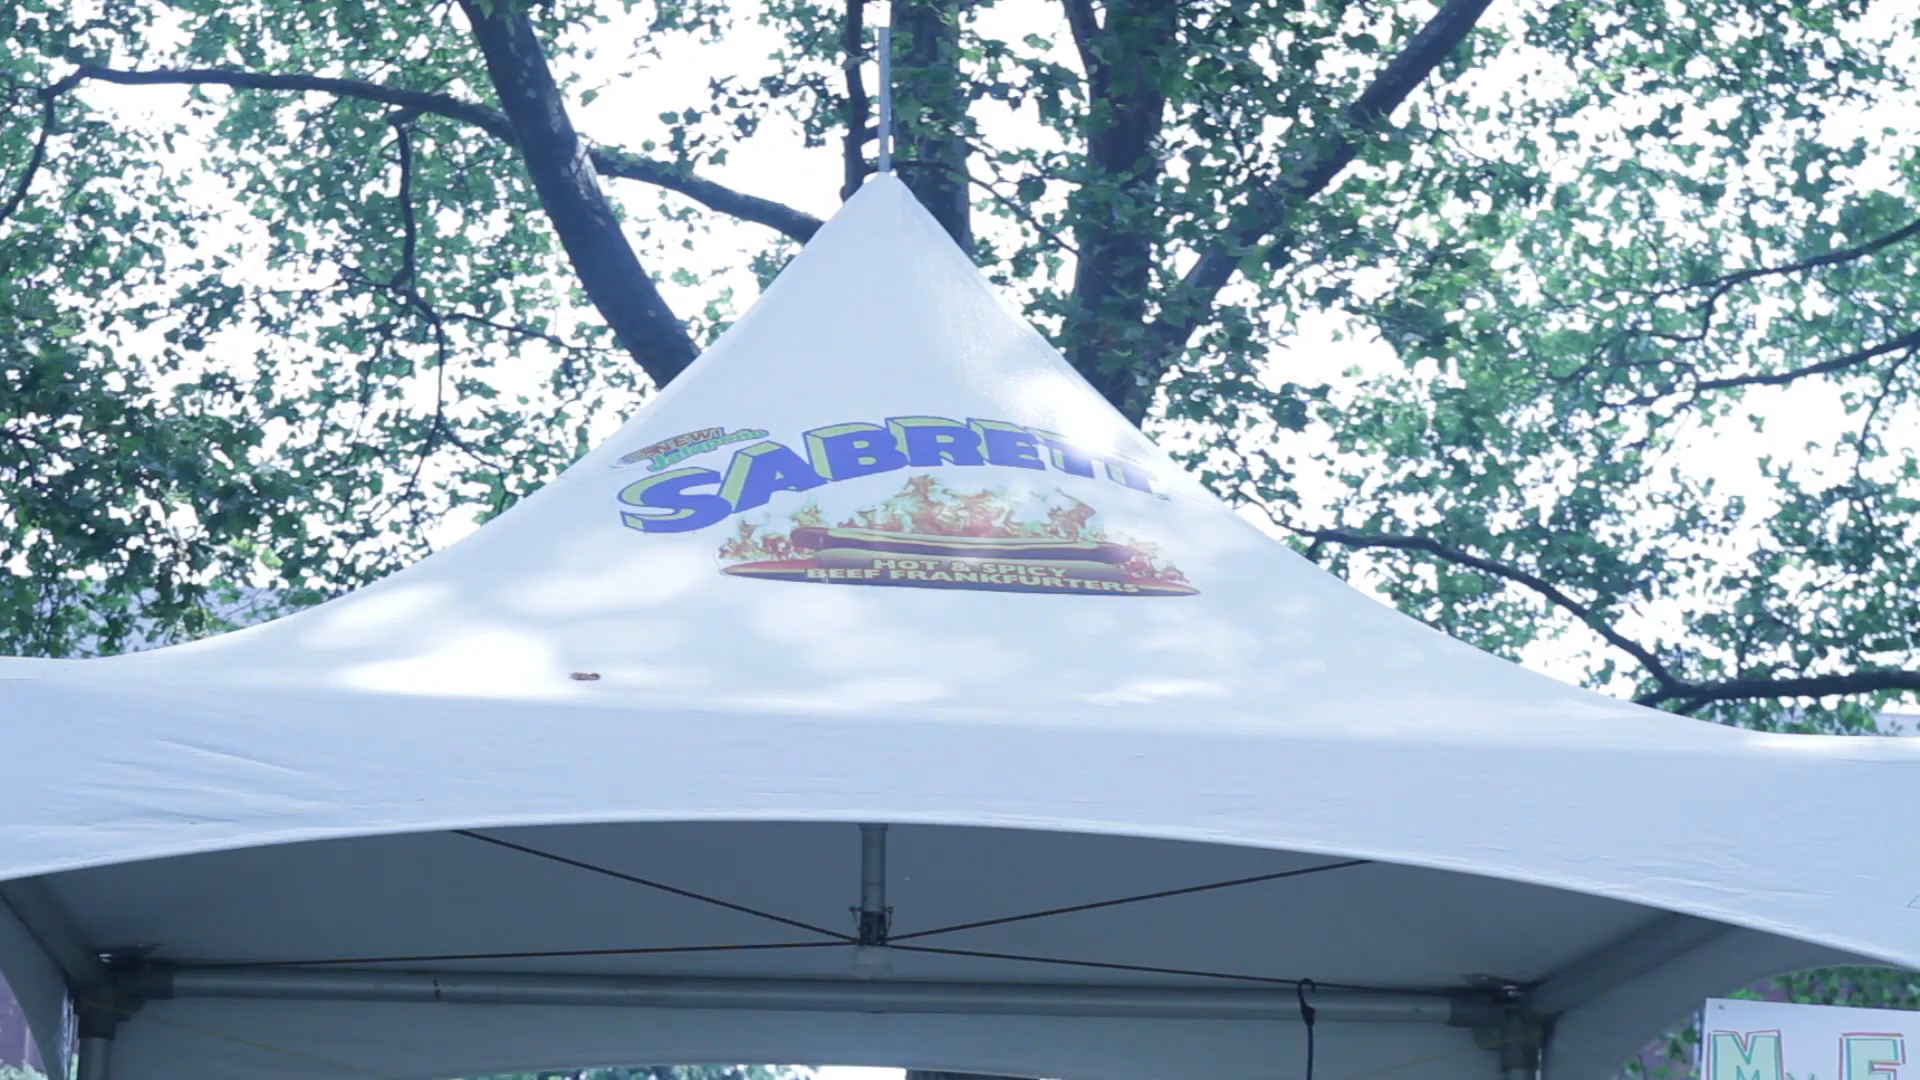 NEW!
Jalapeño
SABRETT
HOT & SPICY
BEEF FRANKFURTERS
M
E